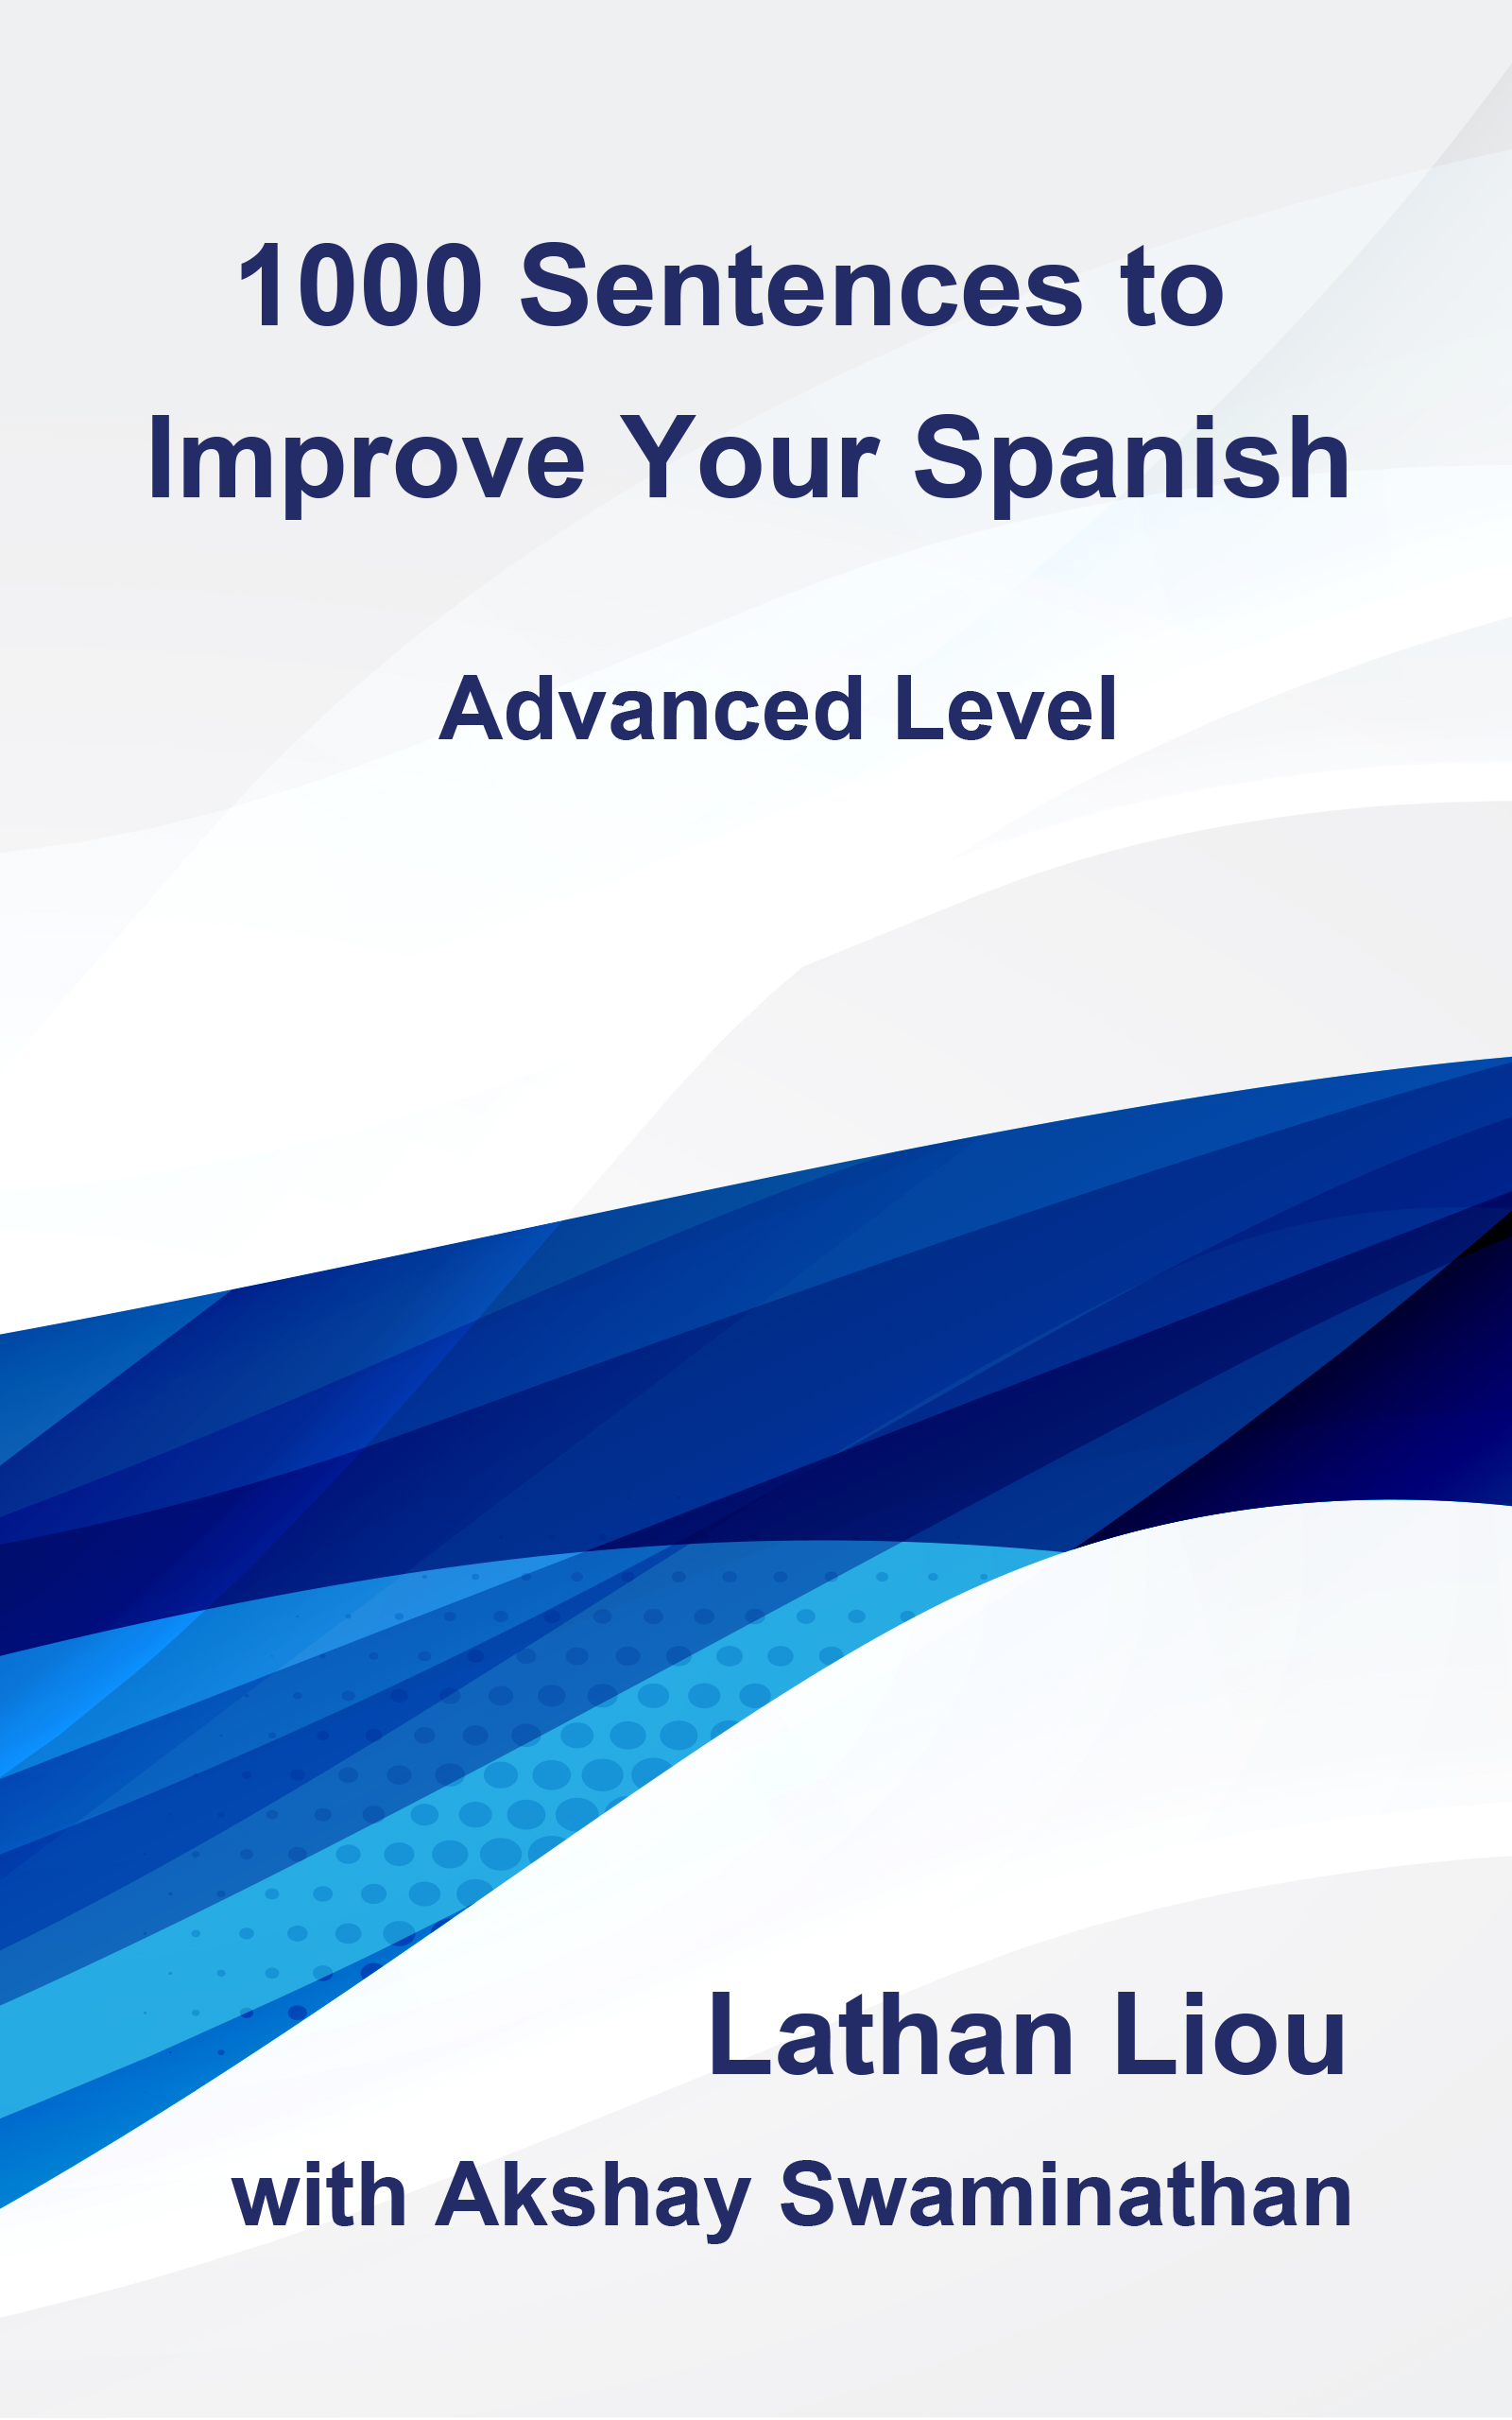 1000 Sentences to
Improve Your Spanish
Advanced Level
Lathan Liou
with Akshay Swaminathan